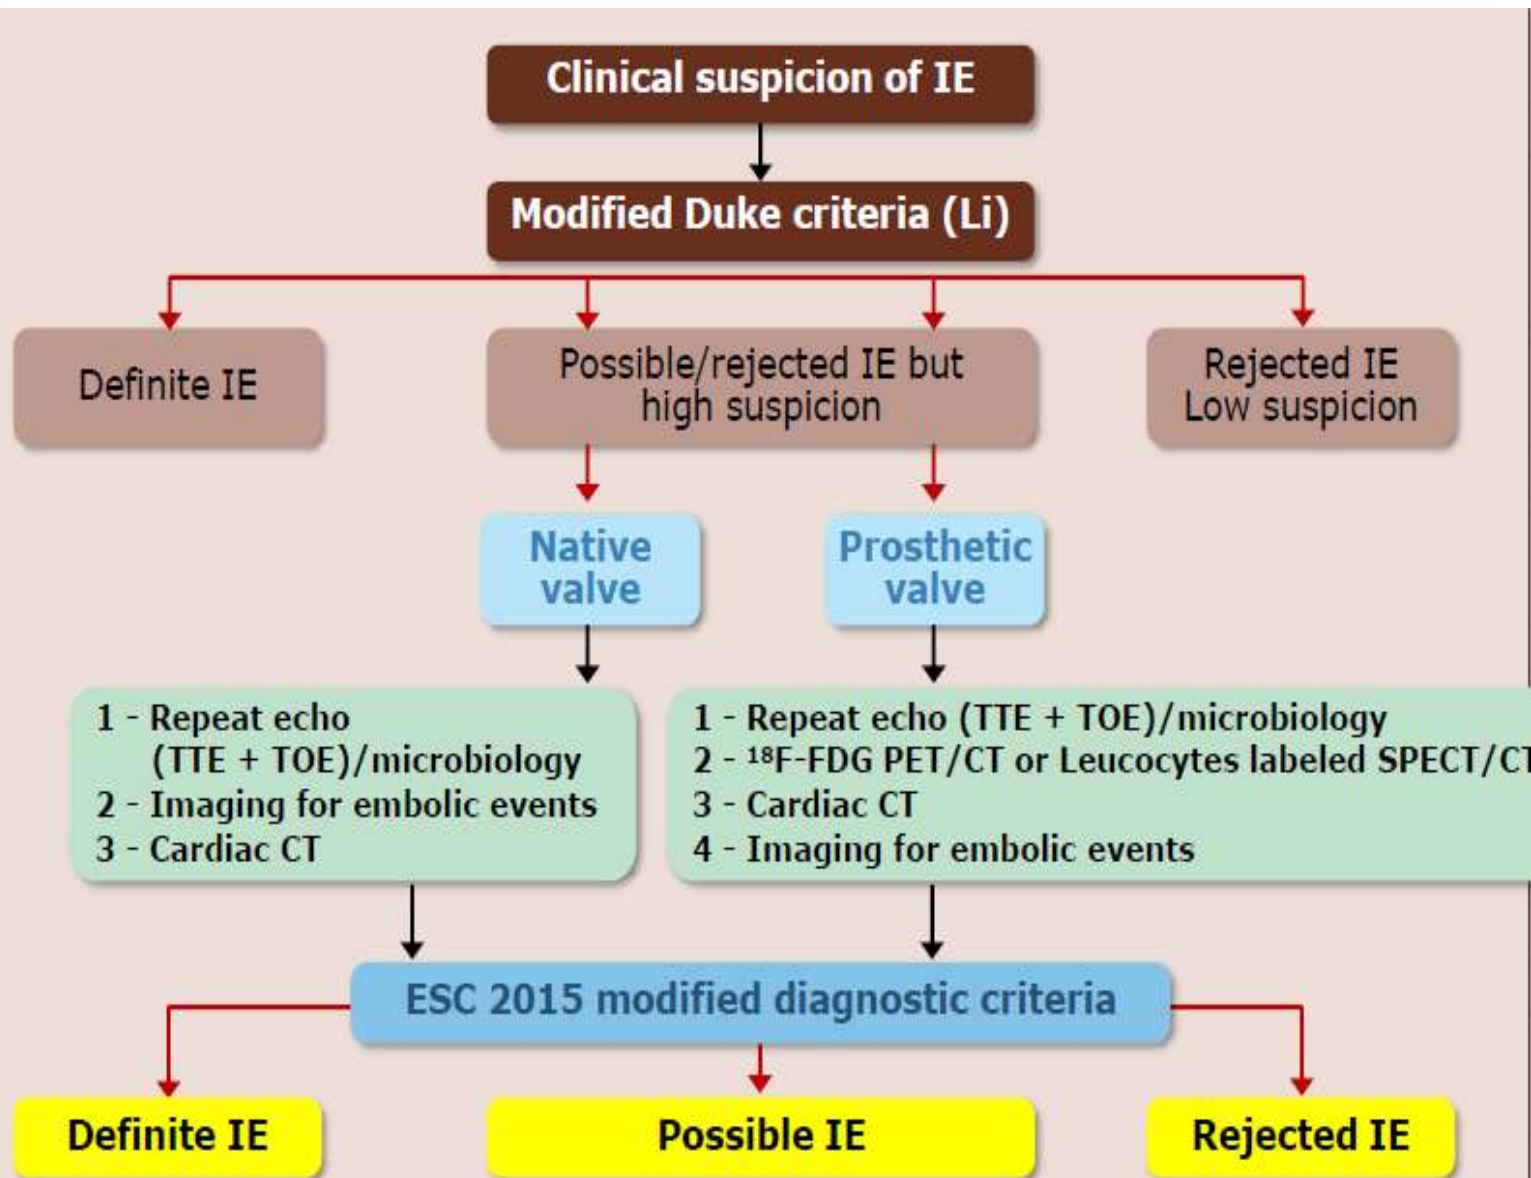 Clinical suspicion of IE
Modified Duke criteria (Li)
Definite IE
Possible/rejected IE but
high suspicion
Rejected IE
Low suspicion
Native
valve
Prosthetic
valve
1 - Repeat echo
(TTE + TOE)/microbiology
2 - Imaging for embolic events
3 - Cardiac CT
1 - Repeat echo (TTE + TOE)/microbiology
2 - ¹⁸F-FDG PET/CT or Leucocytes labeled SPECT/CT
3 - Cardiac CT
4 - Imaging for embolic events
ESC 2015 modified diagnostic criteria
Definite IE
Possible IE
Rejected IE